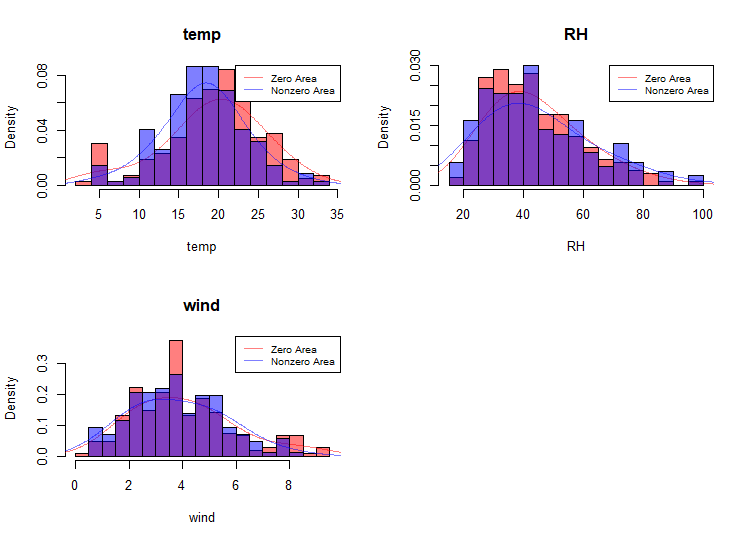 temp
Density
0.00
0.04
0.08
Zero Area
Nonzero Area
5 10 15 20 25 30 35
temp
RH
Density
0.000
0.015
0.030
Zero Area
Nonzero Area
20 40 60 80 100
RH
wind
Density
0.0
0.1
0.2
0.3
Zero Area
Nonzero Area
0 2 4 6 8
wind